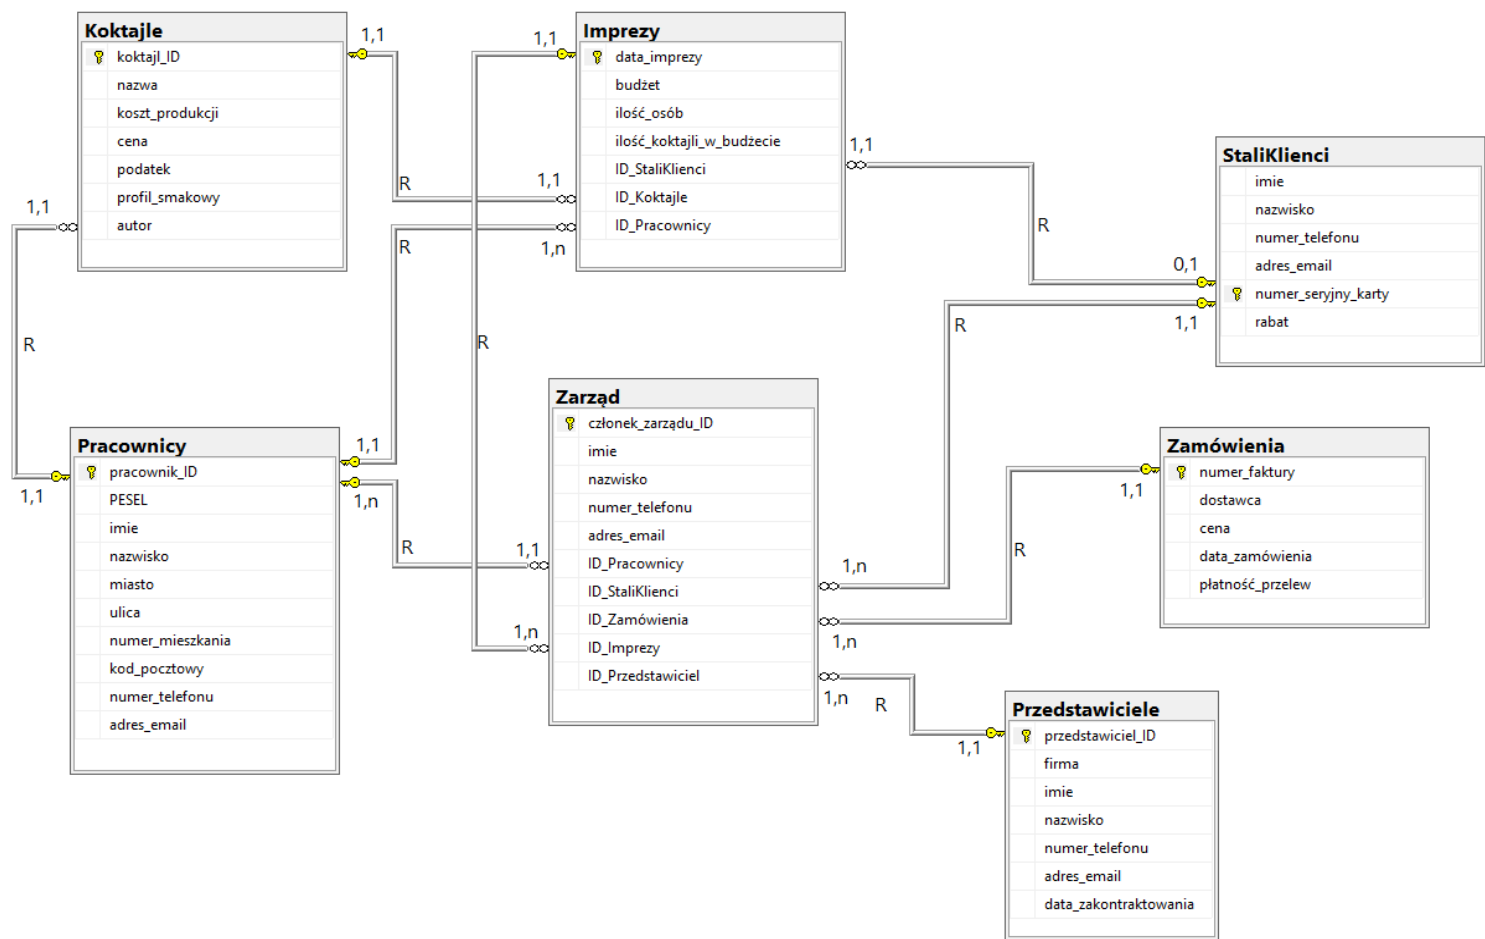 Koktajle
koktajl_ID
nazwa
koszt_produkcji
cena
podatek
profil_smakowy
autor
1,1
1,1
R
1,1
Imprezy
data_imprezy
budżet
ilość_osób
ilość_koktajli_w_budżecie
ID_StaliKlienci
ID_Koktajle
ID_Pracownicy
1,1
1,1
R
R
1,n
1,1
R
0,1
StaliKlienci
imie
nazwisko
numer_telefonu
adres_email
numer_seryjny_karty
rabat
1,1
R
R
Pracownicy
pracownik_ID
PESEL
imie
nazwisko
miasto
ulica
numer_mieszkania
kod_pocztowy
numer_telefonu
adres_email
1,1
1,n
R
1,1
1,n
Zarząd
członek_zarządu_ID
imie
nazwisko
numer_telefonu
adres_email
ID_Pracownicy
ID_StaliKlienci
ID_Zamówienia
ID_Imprezy
ID_Przedstawiciel
1,n
1,n
1,n
R
R
1,1
Zamówienia
numer_faktury
dostawca
cena
data_zamówienia
płatność_przelew
1,1
Przedstawiciele
przedstawiciel_ID
firma
imie
nazwisko
numer_telefonu
adres_email
data_zakontraktowania